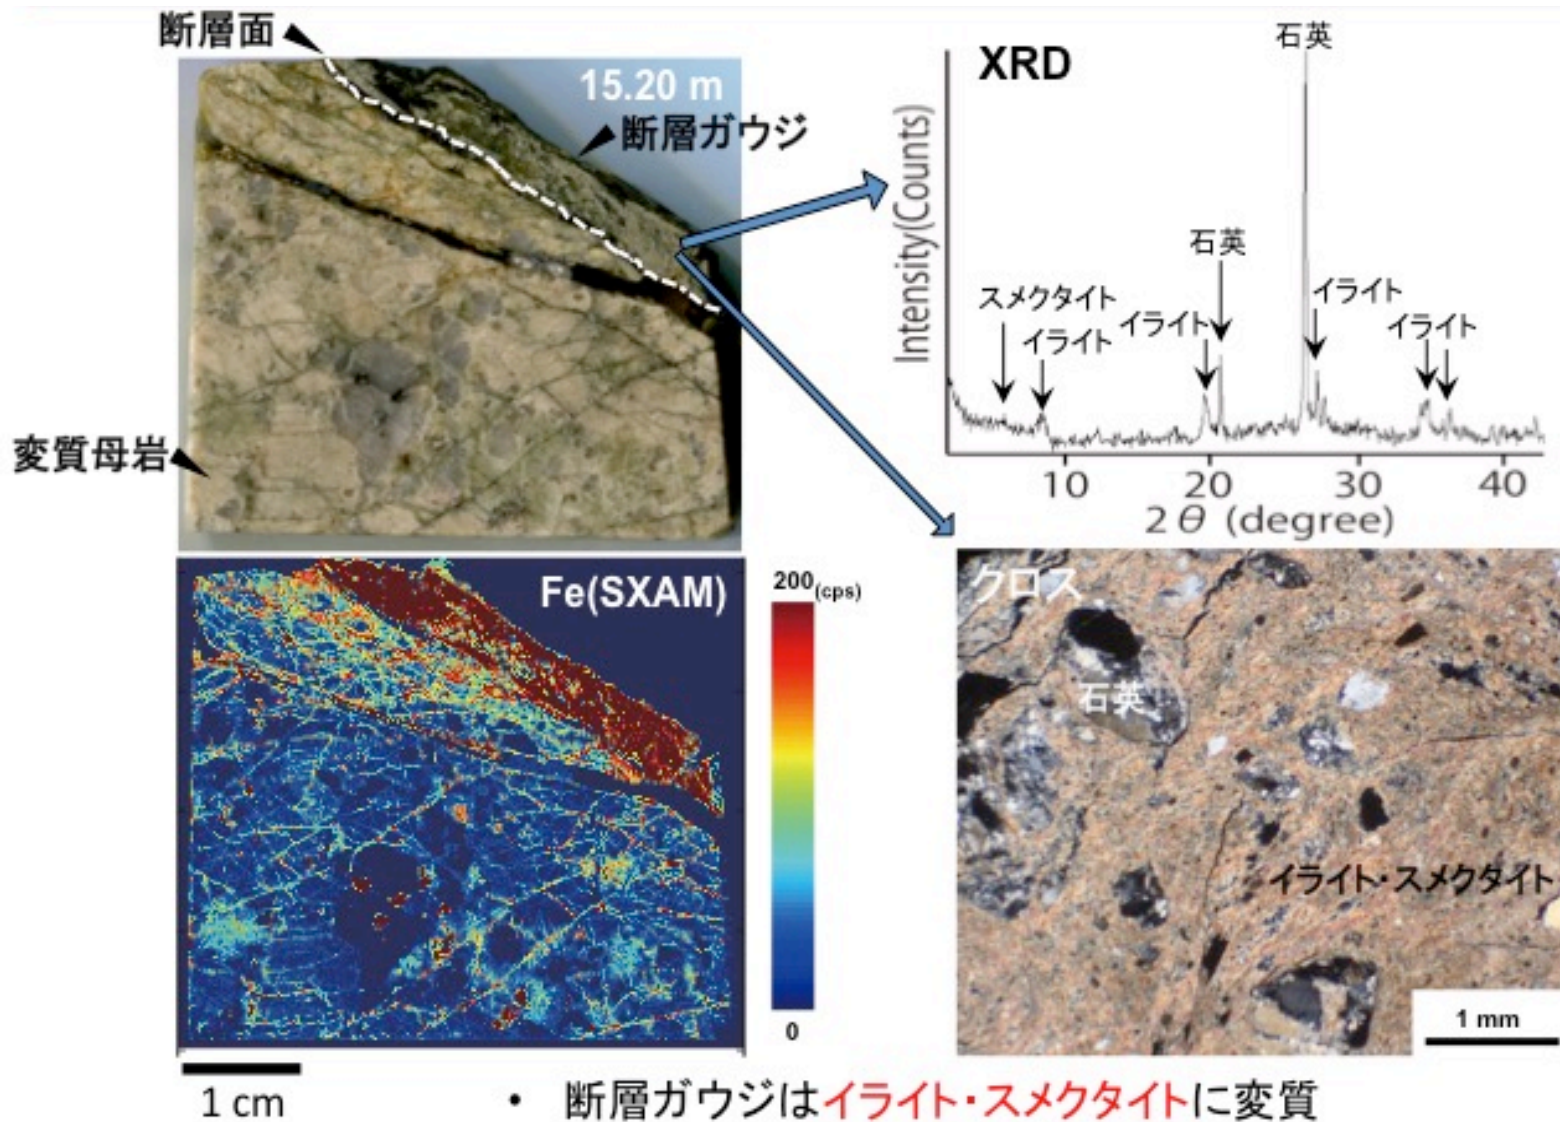 断層面
15.20 m
断層ガウジ
変質母岩
XRD
Intensity(Counts)
石英
石英
スメクタイト
イライト
イライト
イライト
イライト
10 20 30 40
2θ (degree)
Fe(SXAM)
200(cps)
0
1 cm
クロス
石英
イライト・スメクタイト
1 mm
• 断層ガウジはイライト・スメクタイトに変質